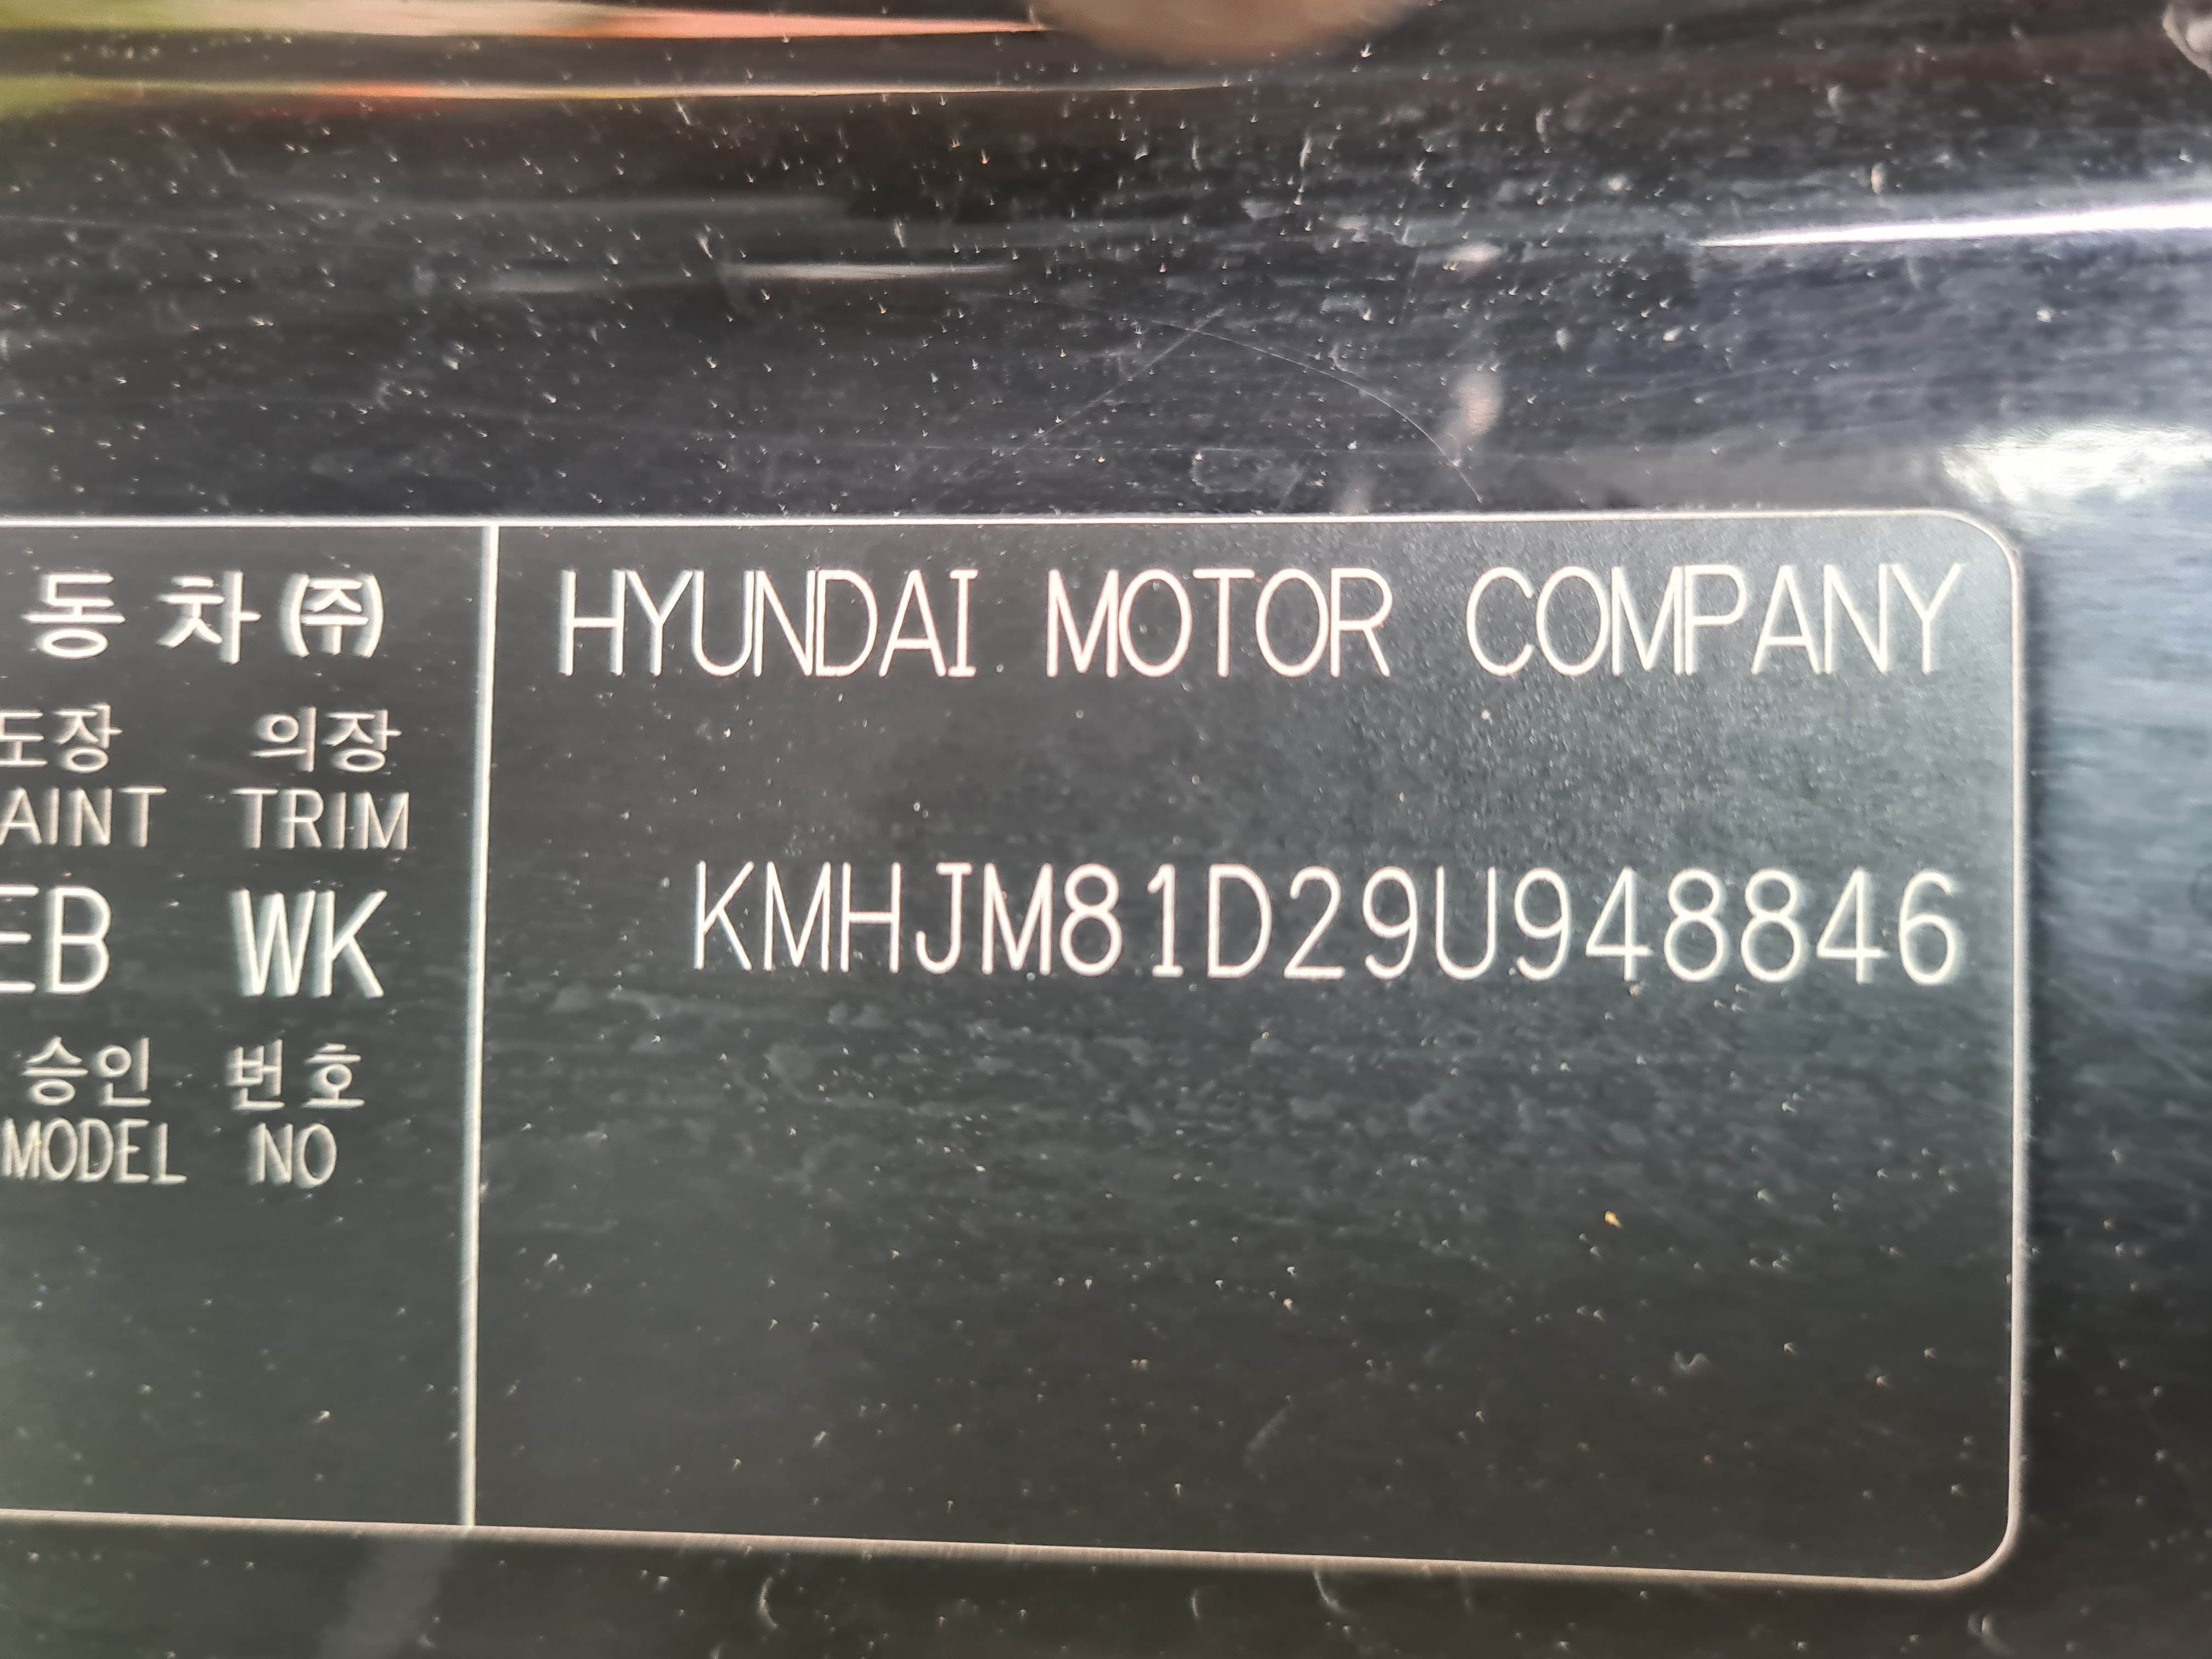 동차㈜
도장 의장
AINT TRIM
EB WK
승인 번호
MODEL NO
HYUNDAI MOTOR COMPANY
KMHJM81D29U948846